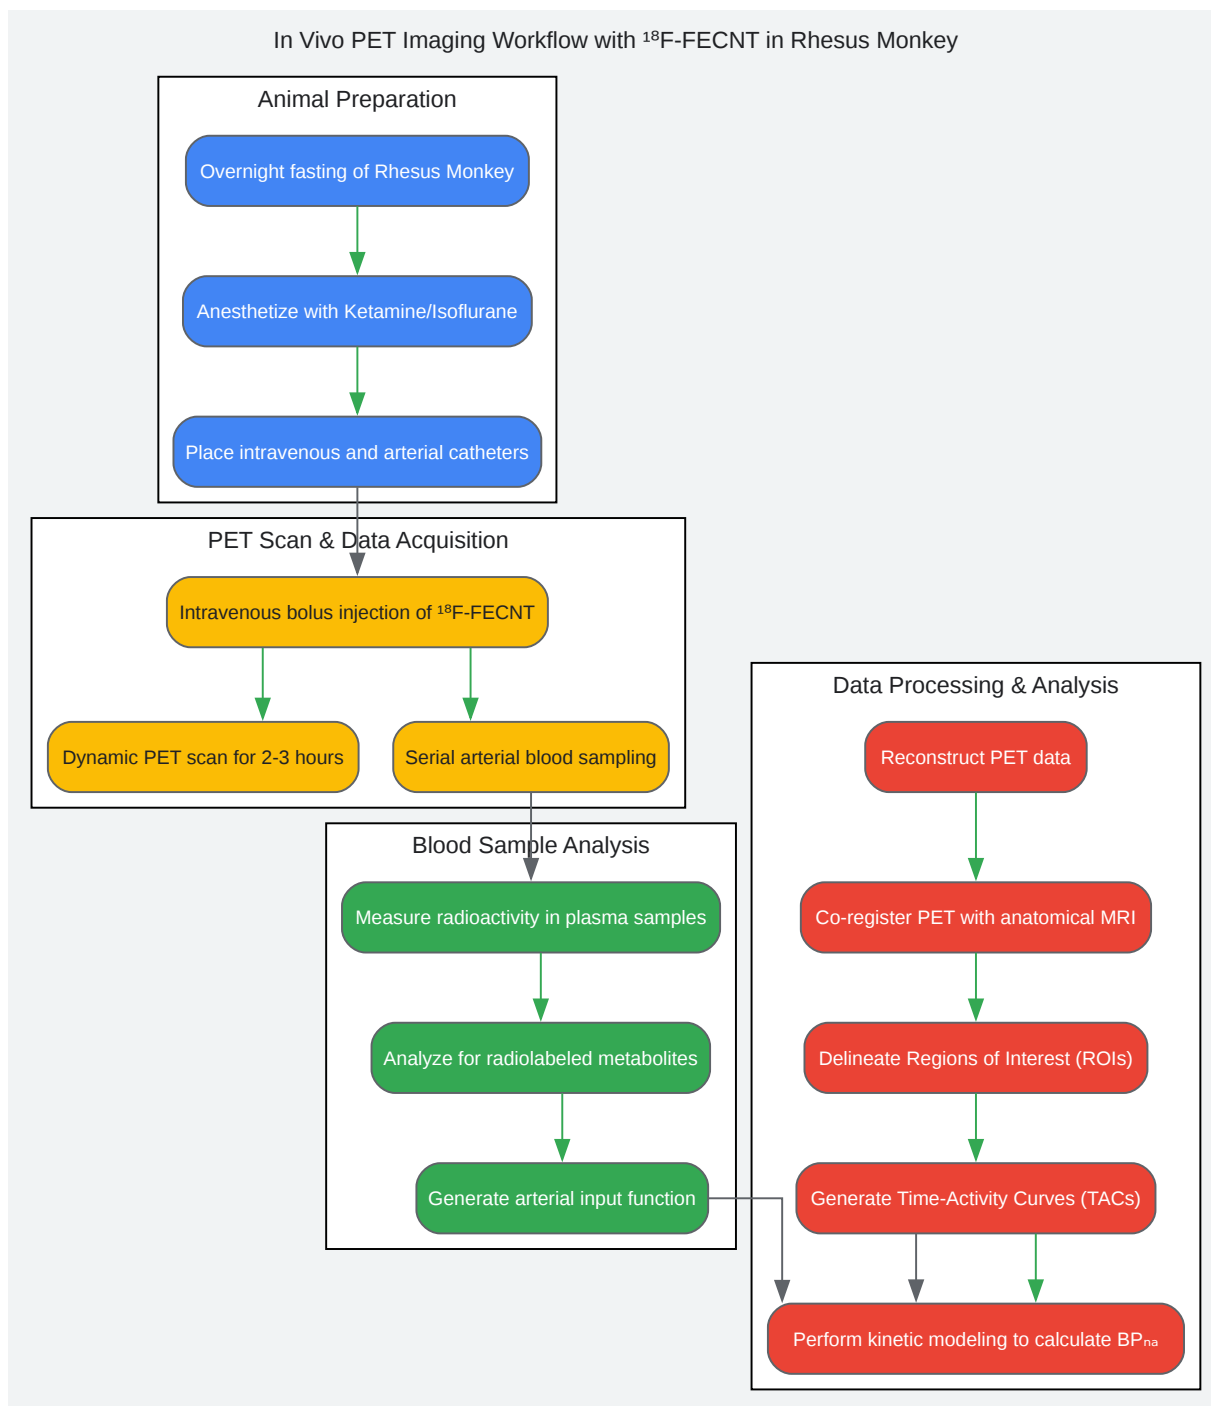 In Vivo PET Imaging Workflow with ¹⁸F-FECNT in Rhesus Monkey
Animal Preparation
Overnight fasting of Rhesus Monkey
Anesthetize with Ketamine/Isoflurane
Place intravenous and arterial catheters
PET Scan & Data Acquisition
Intravenous bolus injection of ¹⁸F-FECNT
Dynamic PET scan for 2-3 hours
Serial arterial blood sampling
Blood Sample Analysis
Measure radioactivity in plasma samples
Analyze for radiolabeled metabolites
Generate arterial input function
Data Processing & Analysis
Reconstruct PET data
Co-register PET with anatomical MRI
Delineate Regions of Interest (ROIs)
Generate Time-Activity Curves (TACs)
Perform kinetic modeling to calculate BPₙₐ